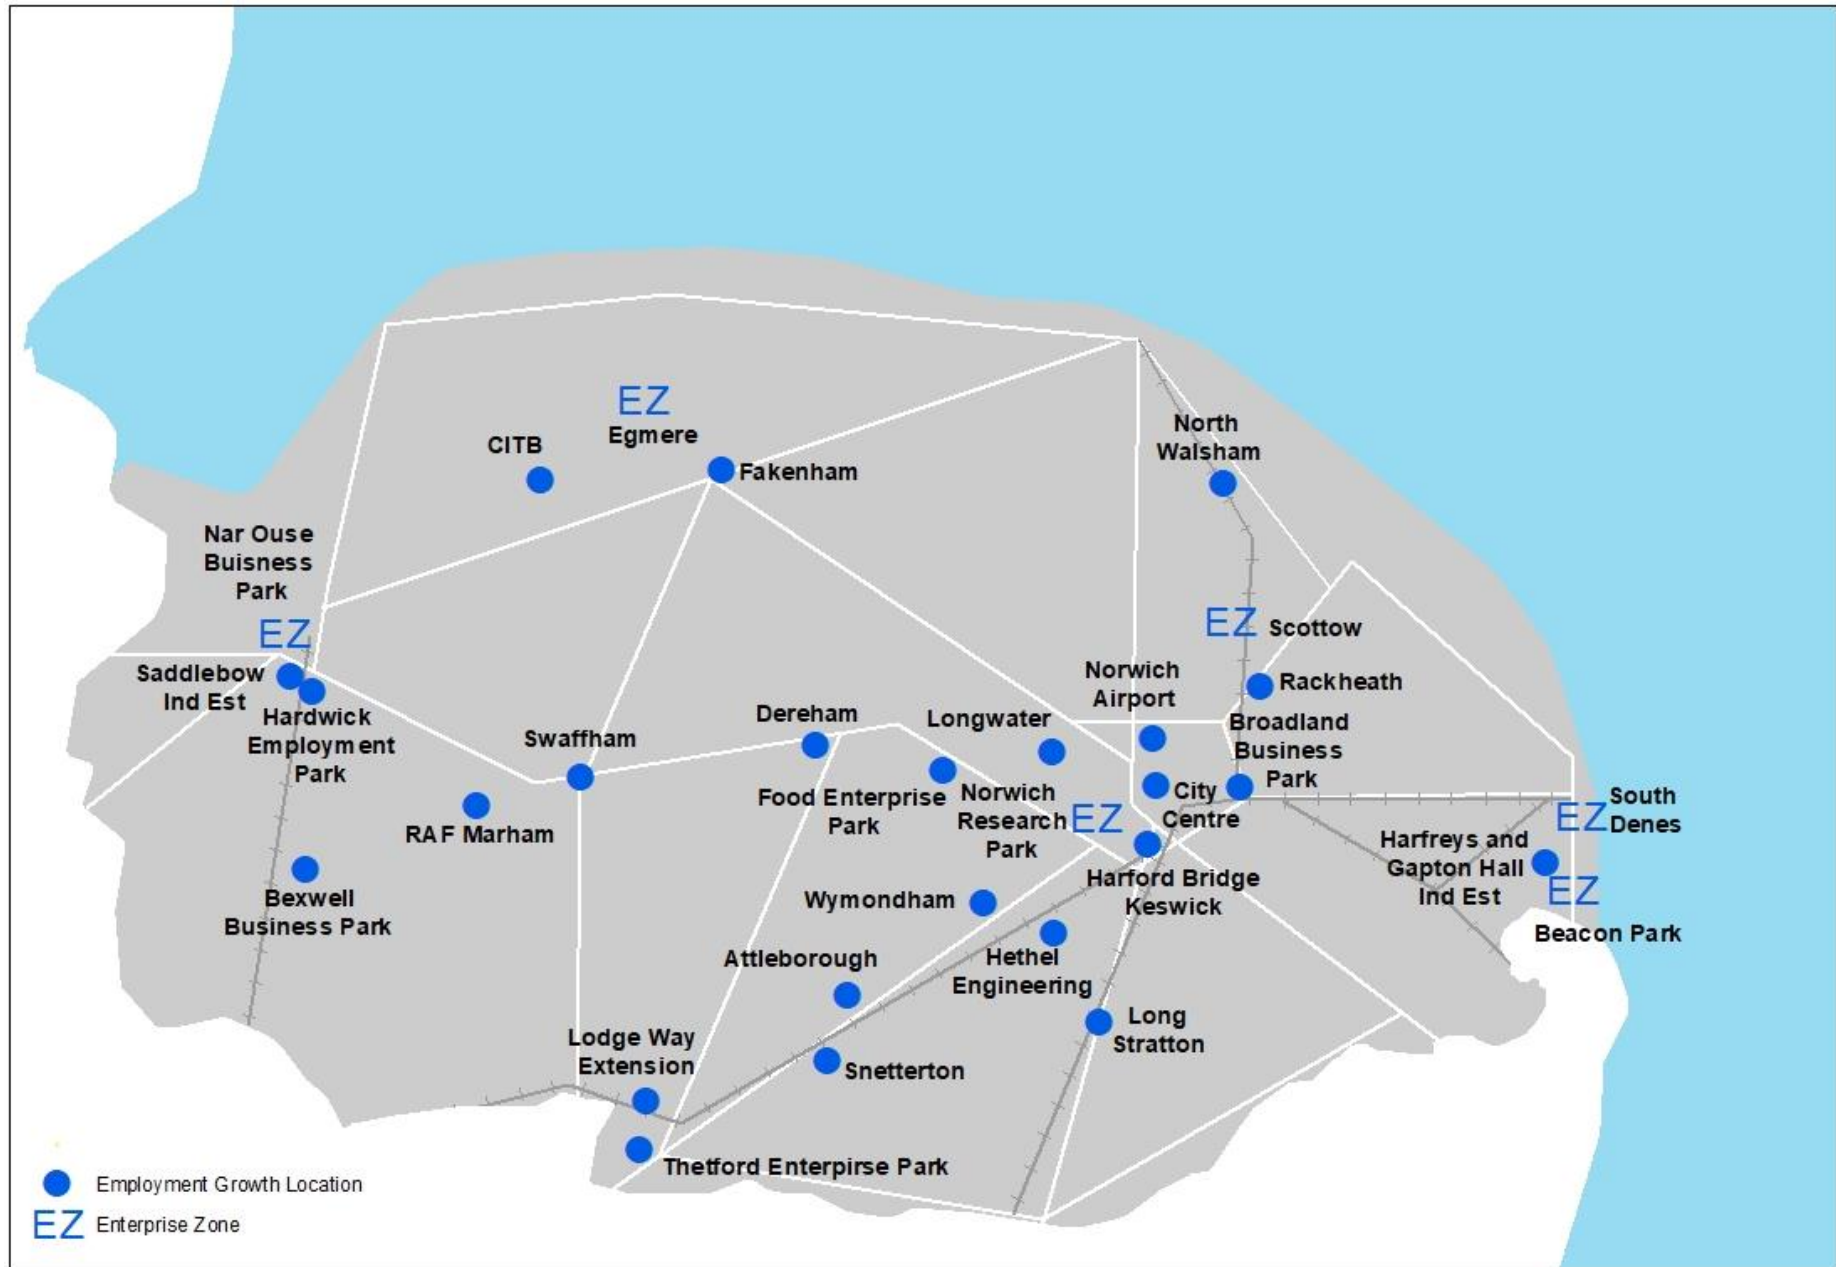 EZ
Egmere
CITB
Fakenham
North
Walsham
Nar Ouse
Buisness
Park
EZ
EZ
Scottow
Saddlebow
Ind Est
Hardwick
Employment
Park
Norwich
Airport
Rackheath
Swaffham
Dereham
Longwater
Broadland
Business
Park
RAF Marham
Food Enterprise
Park
Norwich
Research
Park
EZ
City
Centre
EZ
South
Denes
Harfreys and
Gapton Hall
Ind Est
EZ
Beacon Park
Bexwell
Business Park
Wymondham
Harford Bridge
Keswick
Attleborough
Hethel
Engineering
Long
Stratton
Lodge Way
Extension
Snetterton
Thetford Enterpirse Park
Employment Growth Location
EZ Enterprise Zone